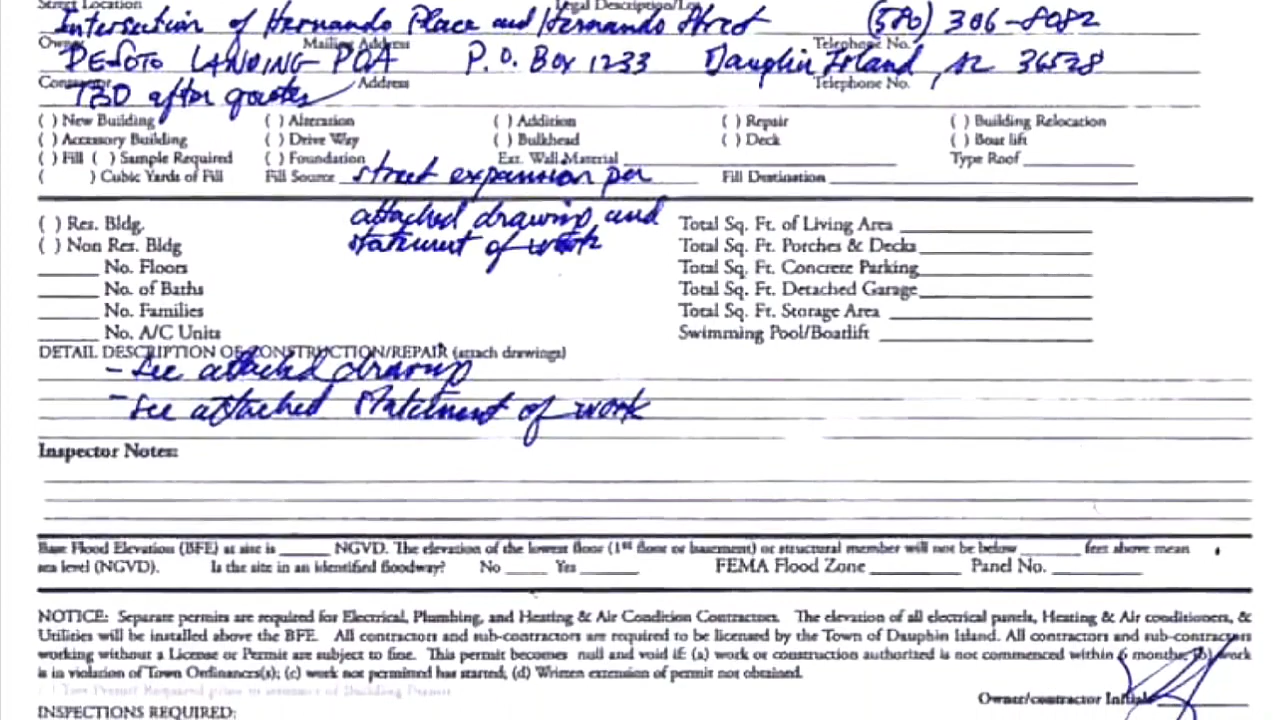 Street Location Legal Description/Lot
Intersection of Hernando Place and Hernando Street (580) 306-8082
Owner Mailing Address Telephone No.
DESOTO LANDING POA P.O. Box 1233 Dauphin Island, AL 36528
Contractor Address Telephone No.
TBD after quotes
( ) New Building ( ) Alteration ( ) Addition ( ) Repair ( ) Building Relocation
( ) Accessory Building ( ) Drive Way ( ) Bulkhead ( ) Deck ( ) Boat lift
( ) Fill ( ) Sample Required ( ) Foundation Ext. Wall Material Type Roof
( ) Cubic Yards of Fill Fill Source street expansion per Fill Destination
attached drawing and
statement of work
( ) Res. Bldg. Total Sq. Ft. of Living Area
( ) Non Res. Bldg Total Sq. Ft. Porches & Decks
No. Floors Total Sq. Ft. Concrete Parking
No. of Baths Total Sq. Ft. Detached Garage
No. Families Total Sq. Ft. Storage Area
No. A/C Units Swimming Pool/Boatlift
DETAIL DESCRIPTION OF CONSTRUCTION/REPAIR (attach drawings)
- See attached drawing
- See attached statement of work
Inspector Notes:
Base Flood Elevation (BFE) at site is NGVD. The elevation of the lowest floor (1st floor or basement) or structural member will not be below feet above mean
sea level (NGVD). Is the site in an identified floodway? No Yes FEMA Flood Zone Panel No.
NOTICE: Separate permits are required for Electrical, Plumbing, and Heating & Air Condition Contractors. The elevation of all electrical panels, Heating & Air conditioners, &
Utilities will be installed above the BFE. All contractors and sub-contractors are required to be licensed by the Town of Dauphin Island. All contractors and sub-contractors
working without a License or Permit are subject to fine. This permit becomes null and void if: (a) work or construction authorized is not commenced within 6 months; (b) work
is in violation of Town Ordinances(s); (c) work not permitted has started; (d) Written extension of permit not obtained.
( ) Tree Permit Required prior to issuance of Building Permit
Owner/contractor Initials
INSPECTIONS REQUIRED: